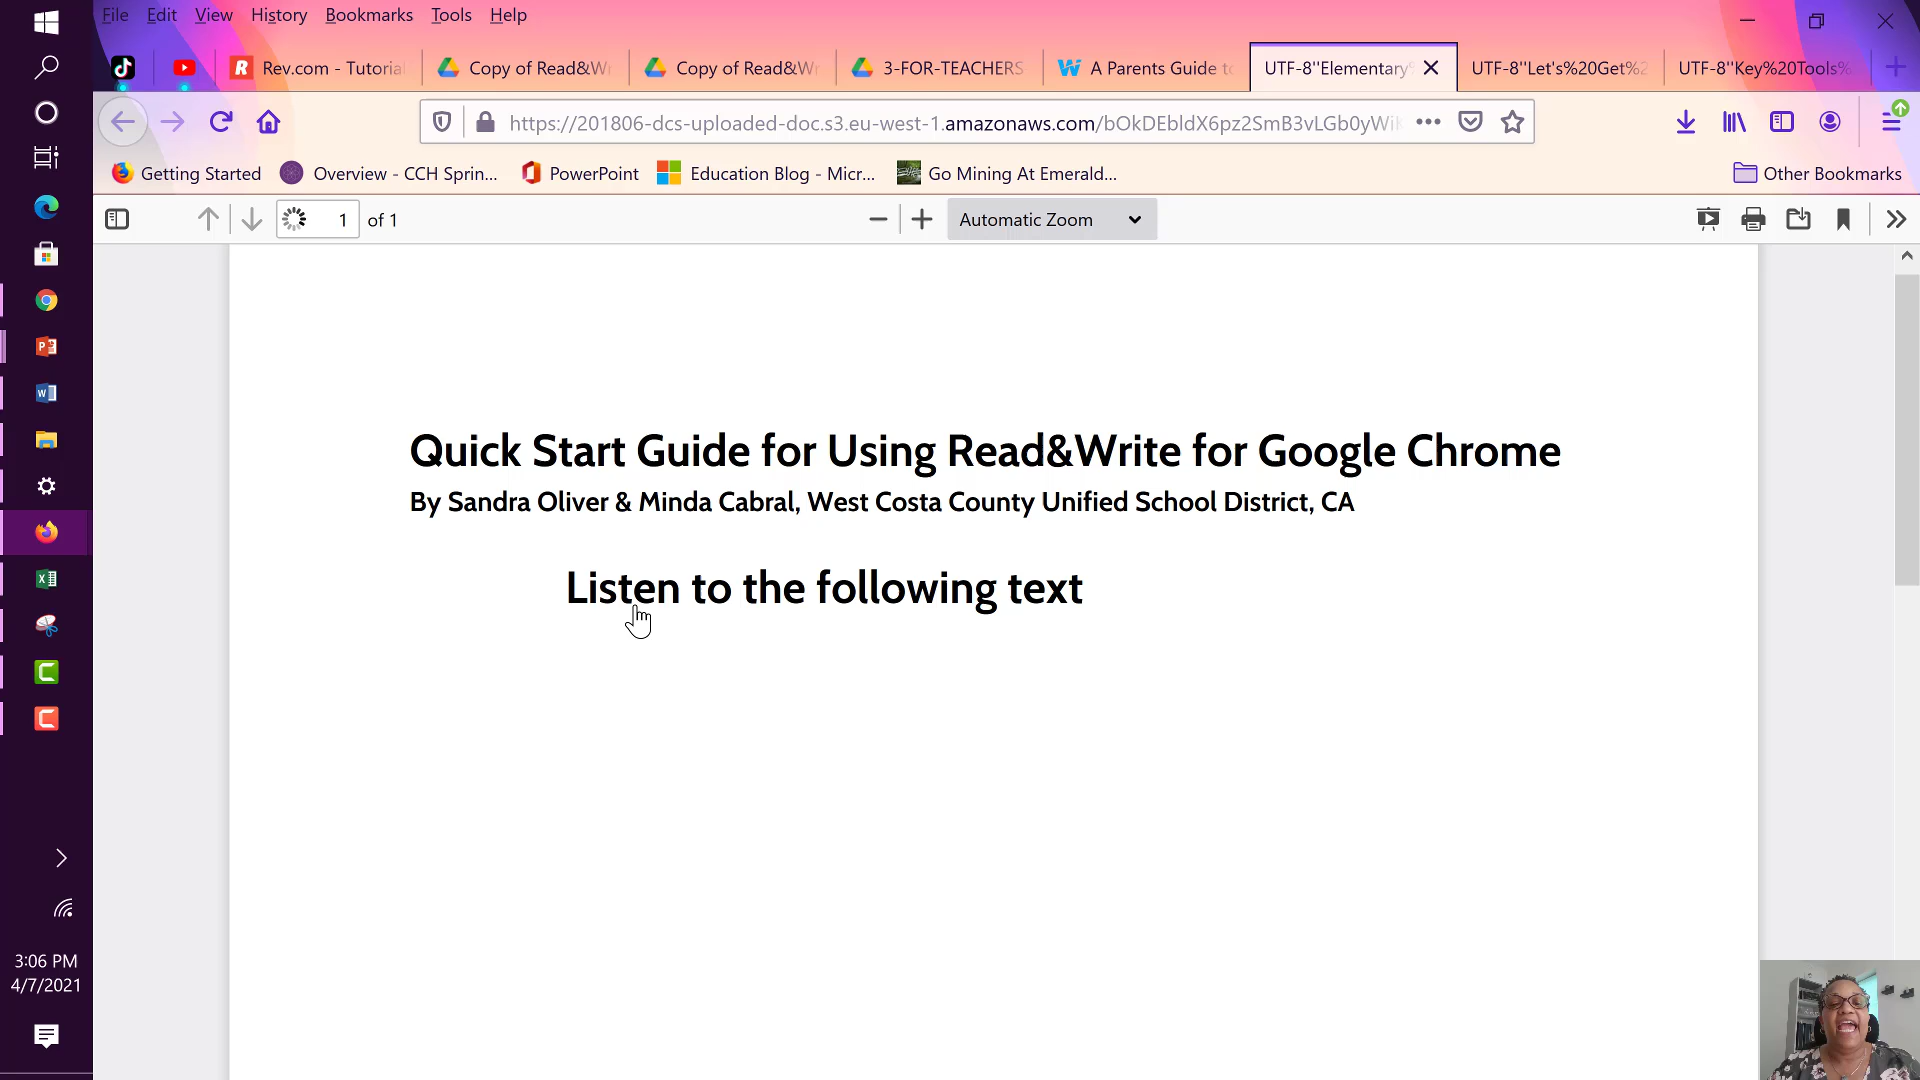 File Edit View History Bookmarks Tools Help
Rev.com - Tutoria Copy of Read&W Copy of Read&W 3-FOR-TEACHERS A Parents Guide to UTF-8''Elementary UTF-8''Let's%20Get%2 UTF-8''Key%20Tools%
https://201806-dcs-uploaded-doc.s3.eu-west-1.amazonaws.com/bOkDEbldX6pz2SmB3vLGb0yWi
Getting Started Overview - CCH Sprin... PowerPoint Education Blog - Micr... Go Mining At Emerald... Other Bookmarks
1 of 1 Automatic Zoom
Quick Start Guide for Using Read&Write for Google Chrome
By Sandra Oliver & Minda Cabral, West Costa County Unified School District, CA
Listen to the following text
3:06 PM
4/7/2021